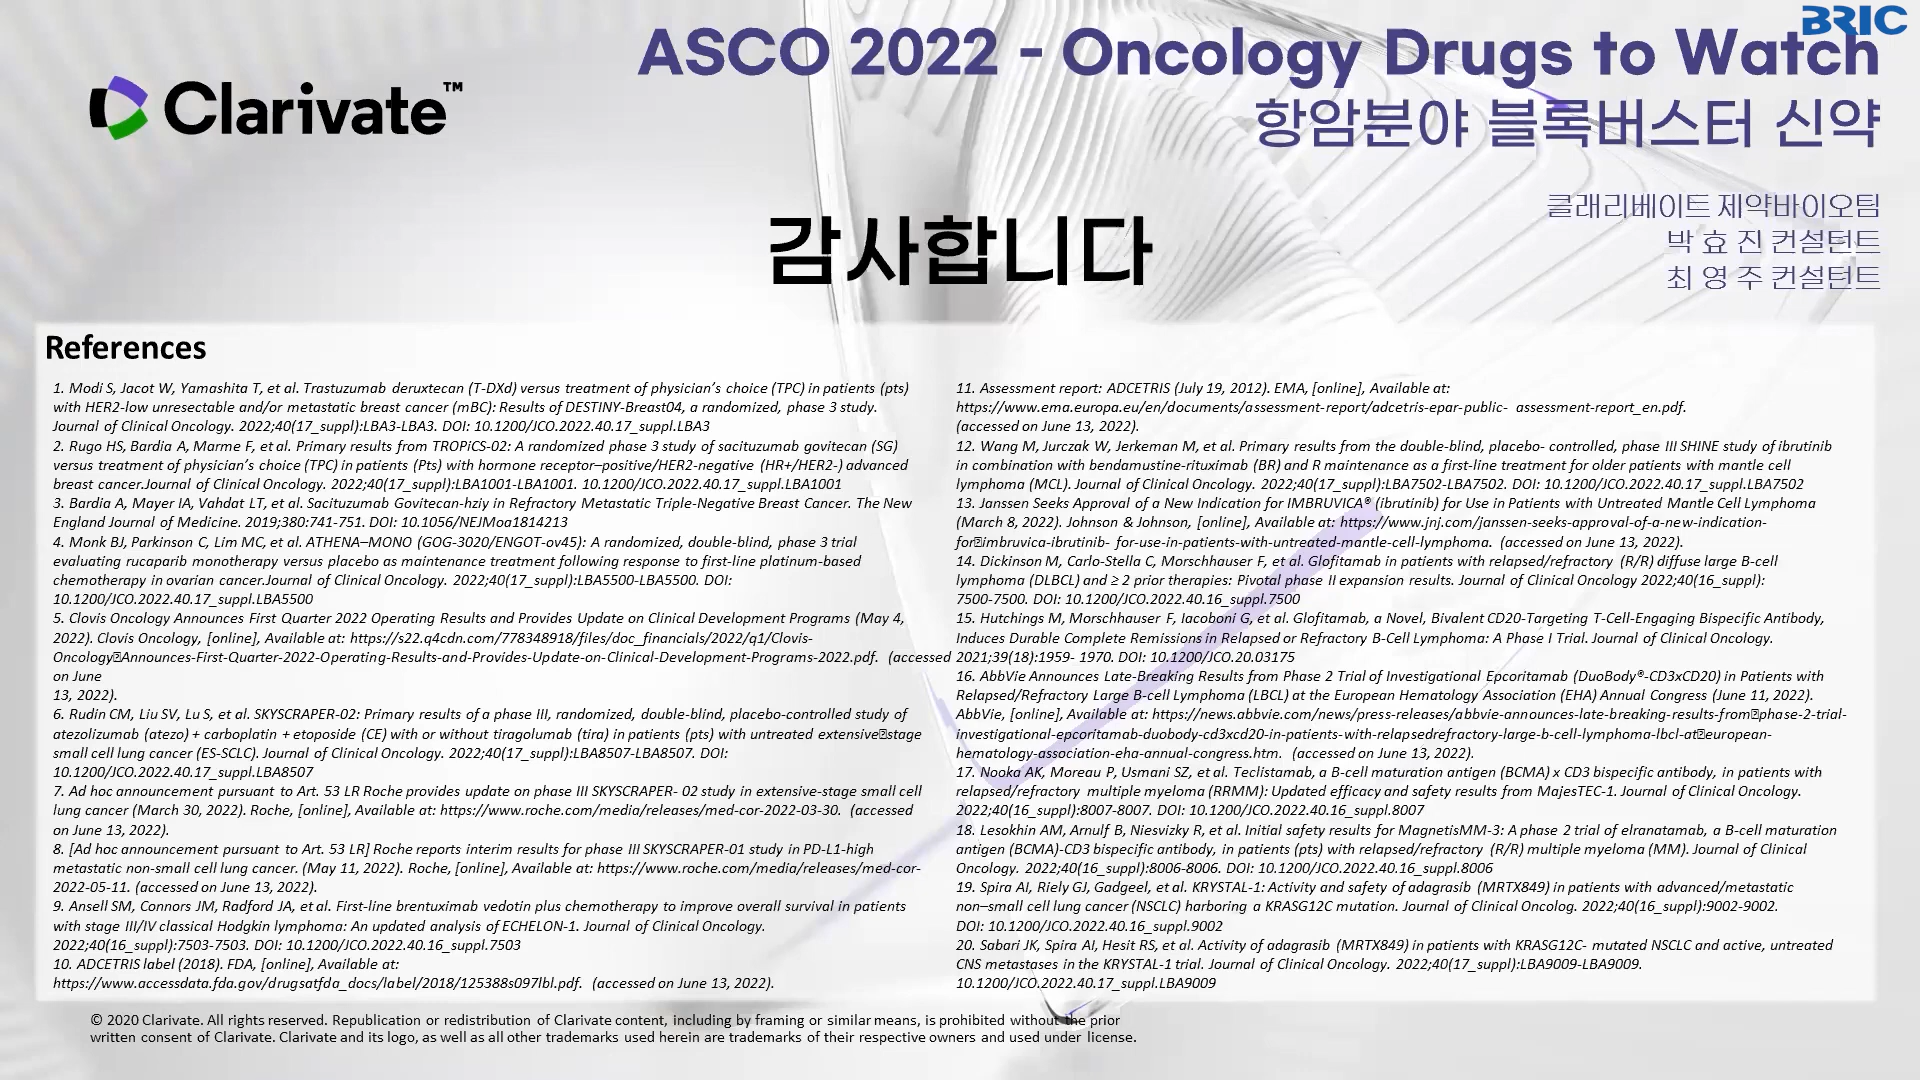 BRIC
ASCO 2022 - Oncology Drugs to Watch
항암분야 블록버스터 신약
Clarivate™
클래리베이트 제약바이오팀
박 효 진 컨설턴트
최 영 주 컨설턴트
감사합니다
References
1. Modi S, Jacot W, Yamashita T, et al. Trastuzumab deruxtecan (T-DXd) versus treatment of physician’s choice (TPC) in patients (pts)
with HER2-low unresectable and/or metastatic breast cancer (mBC): Results of DESTINY-Breast04, a randomized, phase 3 study.
Journal of Clinical Oncology. 2022;40(17_suppl):LBA3-LBA3. DOI: 10.1200/JCO.2022.40.17_suppl.LBA3
2. Rugo HS, Bardia A, Marme F, et al. Primary results from TROPiCS-02: A randomized phase 3 study of sacituzumab govitecan (SG)
versus treatment of physician’s choice (TPC) in patients (Pts) with hormone receptor–positive/HER2-negative (HR+/HER2-) advanced
breast cancer.Journal of Clinical Oncology. 2022;40(17_suppl):LBA1001-LBA1001. 10.1200/JCO.2022.40.17_suppl.LBA1001
3. Bardia A, Mayer IA, Vahdat LT, et al. Sacituzumab Govitecan-hziy in Refractory Metastatic Triple-Negative Breast Cancer. The New
England Journal of Medicine. 2019;380:741-751. DOI: 10.1056/NEJMoa1814213
4. Monk BJ, Parkinson C, Lim MC, et al. ATHENA–MONO (GOG-3020/ENGOT-ov45): A randomized, double-blind, phase 3 trial
evaluating rucaparib monotherapy versus placebo as maintenance treatment following response to first-line platinum-based
chemotherapy in ovarian cancer.Journal of Clinical Oncology. 2022;40(17_suppl):LBA5500-LBA5500. DOI:
10.1200/JCO.2022.40.17_suppl.LBA5500
5. Clovis Oncology Announces First Quarter 2022 Operating Results and Provides Update on Clinical Development Programs (May 4,
2022). Clovis Oncology, [online], Available at: https://s22.q4cdn.com/778348918/files/doc_financials/2022/q1/Clovis-
Oncology�Announces-First-Quarter-2022-Operating-Results-and-Provides-Update-on-Clinical-Development-Programs-2022.pdf. (accessed
on June
13, 2022).
6. Rudin CM, Liu SV, Lu S, et al. SKYSCRAPER-02: Primary results of a phase III, randomized, double-blind, placebo-controlled study of
atezolizumab (atezo) + carboplatin + etoposide (CE) with or without tiragolumab (tira) in patients (pts) with untreated extensive�stage
small cell lung cancer (ES-SCLC). Journal of Clinical Oncology. 2022;40(17_suppl):LBA8507-LBA8507. DOI:
10.1200/JCO.2022.40.17_suppl.LBA8507
7. Ad hoc announcement pursuant to Art. 53 LR Roche provides update on phase III SKYSCRAPER- 02 study in extensive-stage small cell
lung cancer (March 30, 2022). Roche, [online], Available at: https://www.roche.com/media/releases/med-cor-2022-03-30. (accessed
on June 13, 2022).
8. [Ad hoc announcement pursuant to Art. 53 LR] Roche reports interim results for phase III SKYSCRAPER-01 study in PD-L1-high
metastatic non-small cell lung cancer. (May 11, 2022). Roche, [online], Available at: https://www.roche.com/media/releases/med-cor-
2022-05-11. (accessed on June 13, 2022).
9. Ansell SM, Connors JM, Radford JA, et al. First-line brentuximab vedotin plus chemotherapy to improve overall survival in patients
with stage III/IV classical Hodgkin lymphoma: An updated analysis of ECHELON-1. Journal of Clinical Oncology.
2022;40(16_suppl):7503-7503. DOI: 10.1200/JCO.2022.40.16_suppl.7503
10. ADCETRIS label (2018). FDA, [online], Available at:
https://www.accessdata.fda.gov/drugsatfda_docs/label/2018/125388s097lbl.pdf. (accessed on June 13, 2022).
11. Assessment report: ADCETRIS (July 19, 2012). EMA, [online], Available at:
https://www.ema.europa.eu/en/documents/assessment-report/adcetris-epar-public- assessment-report_en.pdf.
(accessed on June 13, 2022).
12. Wang M, Jurczak W, Jerkeman M, et al. Primary results from the double-blind, placebo- controlled, phase III SHINE study of ibrutinib
in combination with bendamustine-rituximab (BR) and R maintenance as a first-line treatment for older patients with mantle cell
lymphoma (MCL). Journal of Clinical Oncology. 2022;40(17_suppl):LBA7502-LBA7502. DOI: 10.1200/JCO.2022.40.17_suppl.LBA7502
13. Janssen Seeks Approval of a New Indication for IMBRUVICA® (ibrutinib) for Use in Patients with Untreated Mantle Cell Lymphoma
(March 8, 2022). Johnson & Johnson, [online], Available at: https://www.jnj.com/janssen-seeks-approval-of-a-new-indication-
for�imbruvica-ibrutinib- for-use-in-patients-with-untreated-mantle-cell-lymphoma. (accessed on June 13, 2022).
14. Dickinson M, Carlo-Stella C, Morschhauser F, et al. Glofitamab in patients with relapsed/refractory (R/R) diffuse large B-cell
lymphoma (DLBCL) and ≥ 2 prior therapies: Pivotal phase II expansion results. Journal of Clinical Oncology 2022;40(16_suppl):
7500-7500. DOI: 10.1200/JCO.2022.40.16_suppl.7500
15. Hutchings M, Morschhauser F, Iacoboni G, et al. Glofitamab, a Novel, Bivalent CD20-Targeting T-Cell-Engaging Bispecific Antibody,
Induces Durable Complete Remissions in Relapsed or Refractory B-Cell Lymphoma: A Phase I Trial. Journal of Clinical Oncology.
2021;39(18):1959- 1970. DOI: 10.1200/JCO.20.03175
16. AbbVie Announces Late-Breaking Results from Phase 2 Trial of Investigational Epcoritamab (DuoBody®-CD3xCD20) in Patients with
Relapsed/Refractory Large B-cell Lymphoma (LBCL) at the European Hematology Association (EHA) Annual Congress (June 11, 2022).
AbbVie, [online], Available at: https://news.abbvie.com/news/press-releases/abbvie-announces-late-breaking-results-from�phase-2-trial-
investigational-epcoritamab-duobody-cd3xcd20-in-patients-with-relapsedrefractory-large-b-cell-lymphoma-lbcl-at�european-
hematology-association-eha-annual-congress.htm. (accessed on June 13, 2022).
17. Nooka AK, Moreau P, Usmani SZ, et al. Teclistamab, a B-cell maturation antigen (BCMA) x CD3 bispecific antibody, in patients with
relapsed/refractory multiple myeloma (RRMM): Updated efficacy and safety results from MajesTEC-1. Journal of Clinical Oncology.
2022;40(16_suppl):8007-8007. DOI: 10.1200/JCO.2022.40.16_suppl.8007
18. Lesokhin AM, Arnulf B, Niesvizky R, et al. Initial safety results for MagnetisMM-3: A phase 2 trial of elranatamab, a B-cell maturation
antigen (BCMA)-CD3 bispecific antibody, in patients (pts) with relapsed/refractory (R/R) multiple myeloma (MM). Journal of Clinical
Oncology. 2022;40(16_suppl):8006-8006. DOI: 10.1200/JCO.2022.40.16_suppl.8006
19. Spira AI, Riely GJ, Gadgeel, et al. KRYSTAL-1: Activity and safety of adagrasib (MRTX849) in patients with advanced/metastatic
non–small cell lung cancer (NSCLC) harboring a KRASG12C mutation. Journal of Clinical Oncolog. 2022;40(16_suppl):9002-9002.
DOI: 10.1200/JCO.2022.40.16_suppl.9002
20. Sabari JK, Spira AI, Hesit RS, et al. Activity of adagrasib (MRTX849) in patients with KRASG12C- mutated NSCLC and active, untreated
CNS metastases in the KRYSTAL-1 trial. Journal of Clinical Oncology. 2022;40(17_suppl):LBA9009-LBA9009.
10.1200/JCO.2022.40.17_suppl.LBA9009
© 2020 Clarivate. All rights reserved. Republication or redistribution of Clarivate content, including by framing or similar means, is prohibited without the prior
written consent of Clarivate. Clarivate and its logo, as well as all other trademarks used herein are trademarks of their respective owners and used under license.